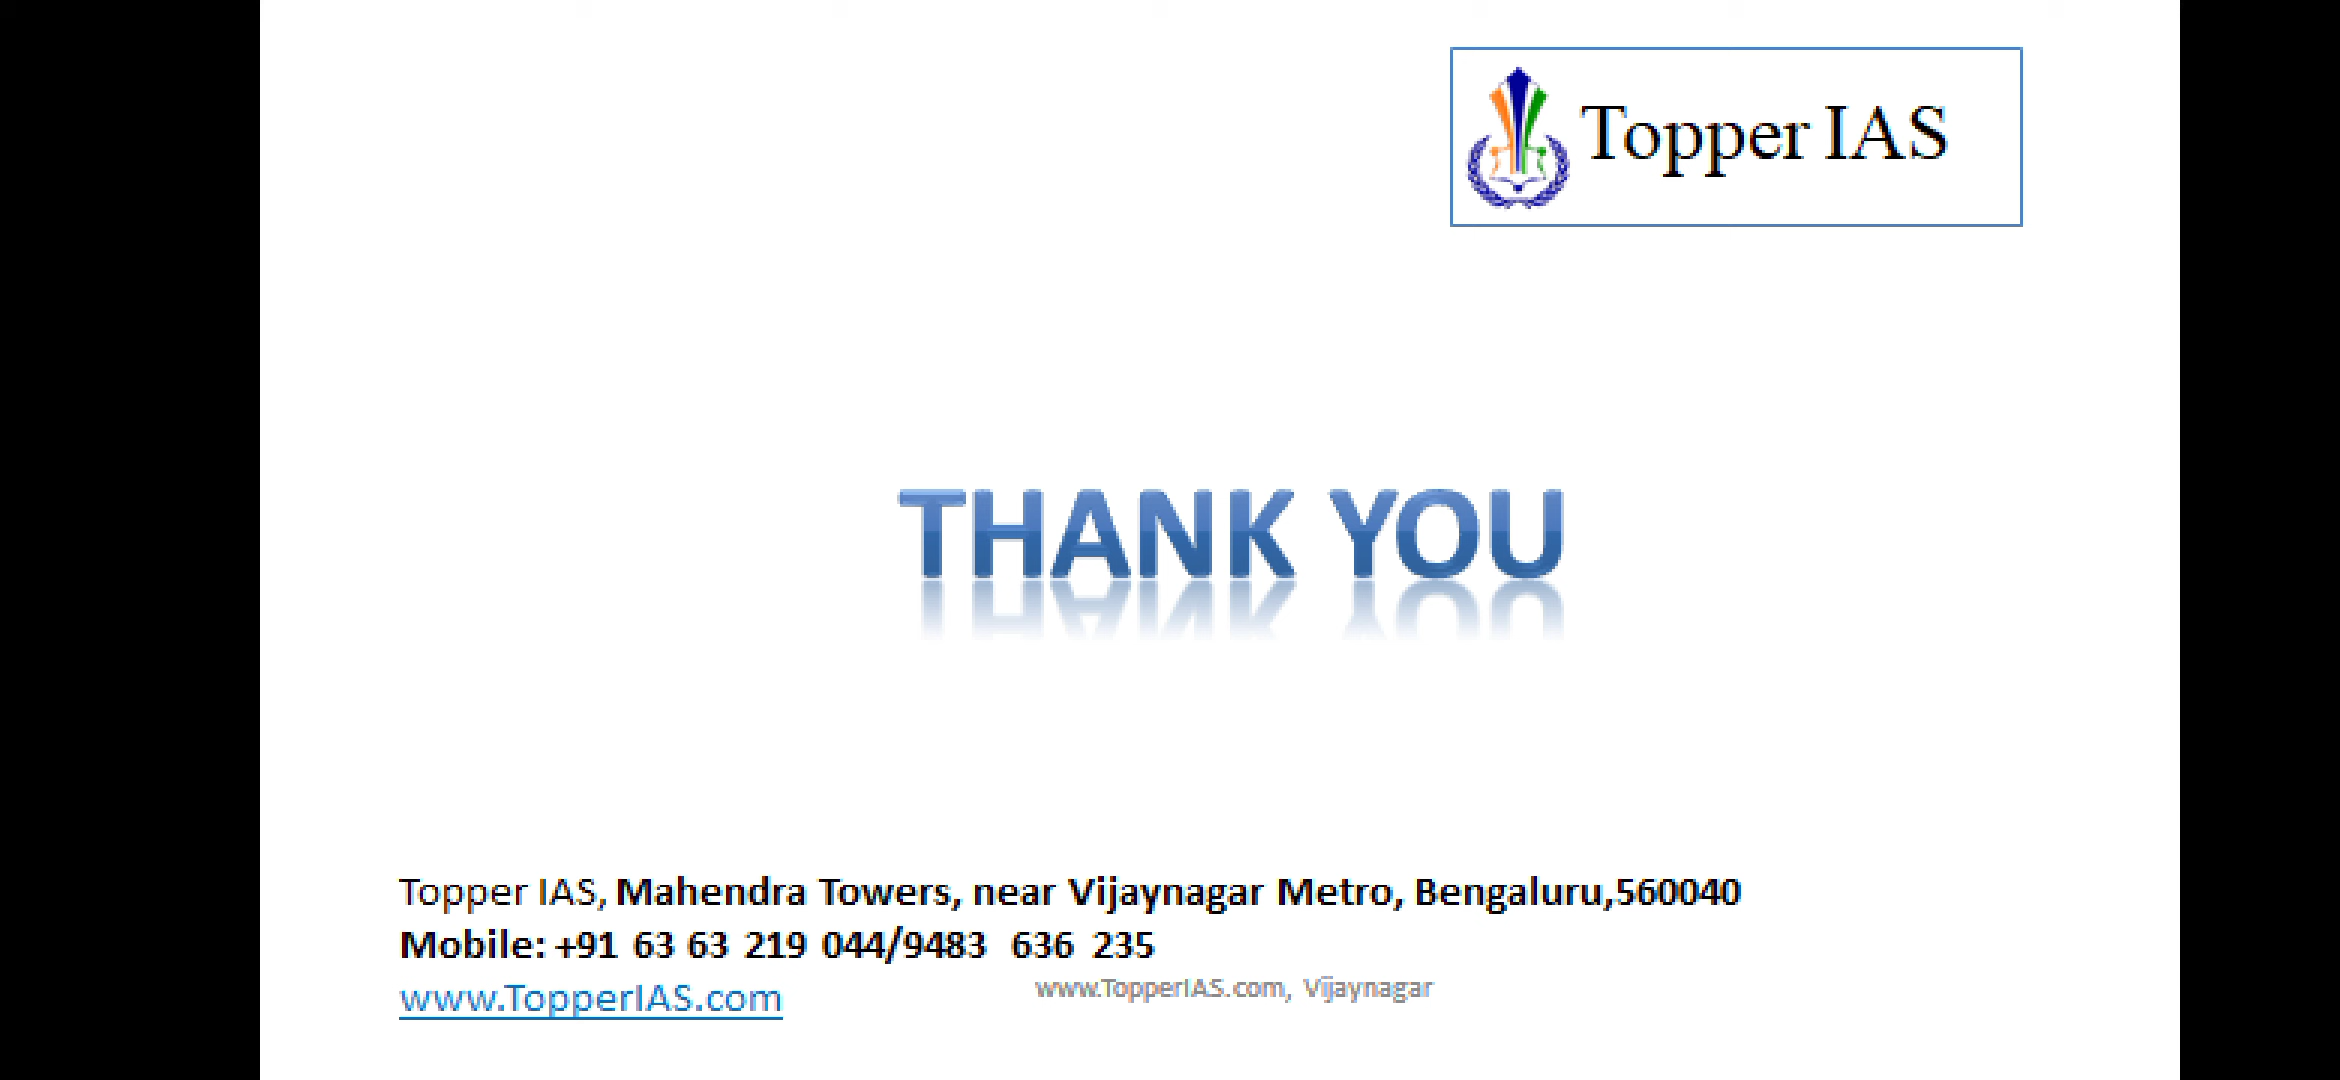 Topper IAS
THANK YOU
Topper IAS, Mahendra Towers, near Vijaynagar Metro, Bengaluru,560040
Mobile: +91 63 63 219 044/9483 636 235
www.TopperIAS.com
www.TopperIAS.com, Vijaynagar